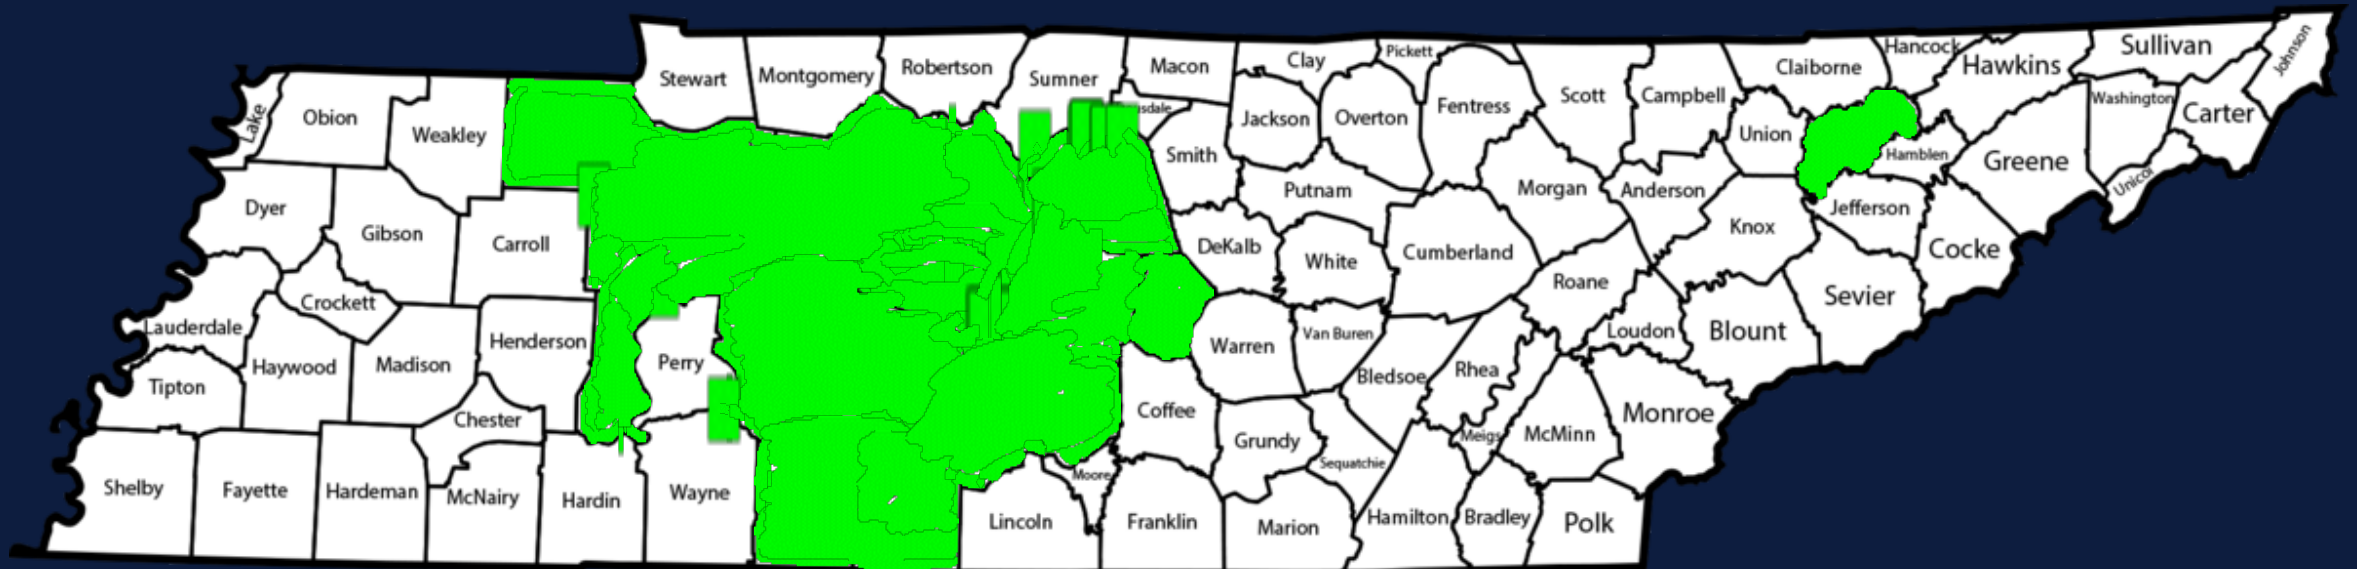 Stewart
Montgomery
Robertson
Sumner
Macon
Clay
Pickett
Hancock
Sullivan
Johnson
Lake
Obion
Weakley
Jackson
Overton
Fentress
Scott
Campbell
Claiborne
Hawkins
Washington
Carter
Union
Smith
Hamblen
Greene
Dyer
Gibson
Carroll
Putnam
Morgan
Anderson
Jefferson
Knox
Cocke
DeKalb
White
Cumberland
Roane
Sevier
Lauderdale
Crockett
Henderson
Warren
Van Buren
Loudon
Blount
Tipton
Haywood
Madison
Perry
Bledsoe
Rhea
Chester
Coffee
Grundy
Meigs
McMinn
Monroe
Sequatchie
Shelby
Fayette
Hardeman
McNairy
Hardin
Wayne
Moore
Lincoln
Franklin
Marion
Hamilton
Bradley
Polk